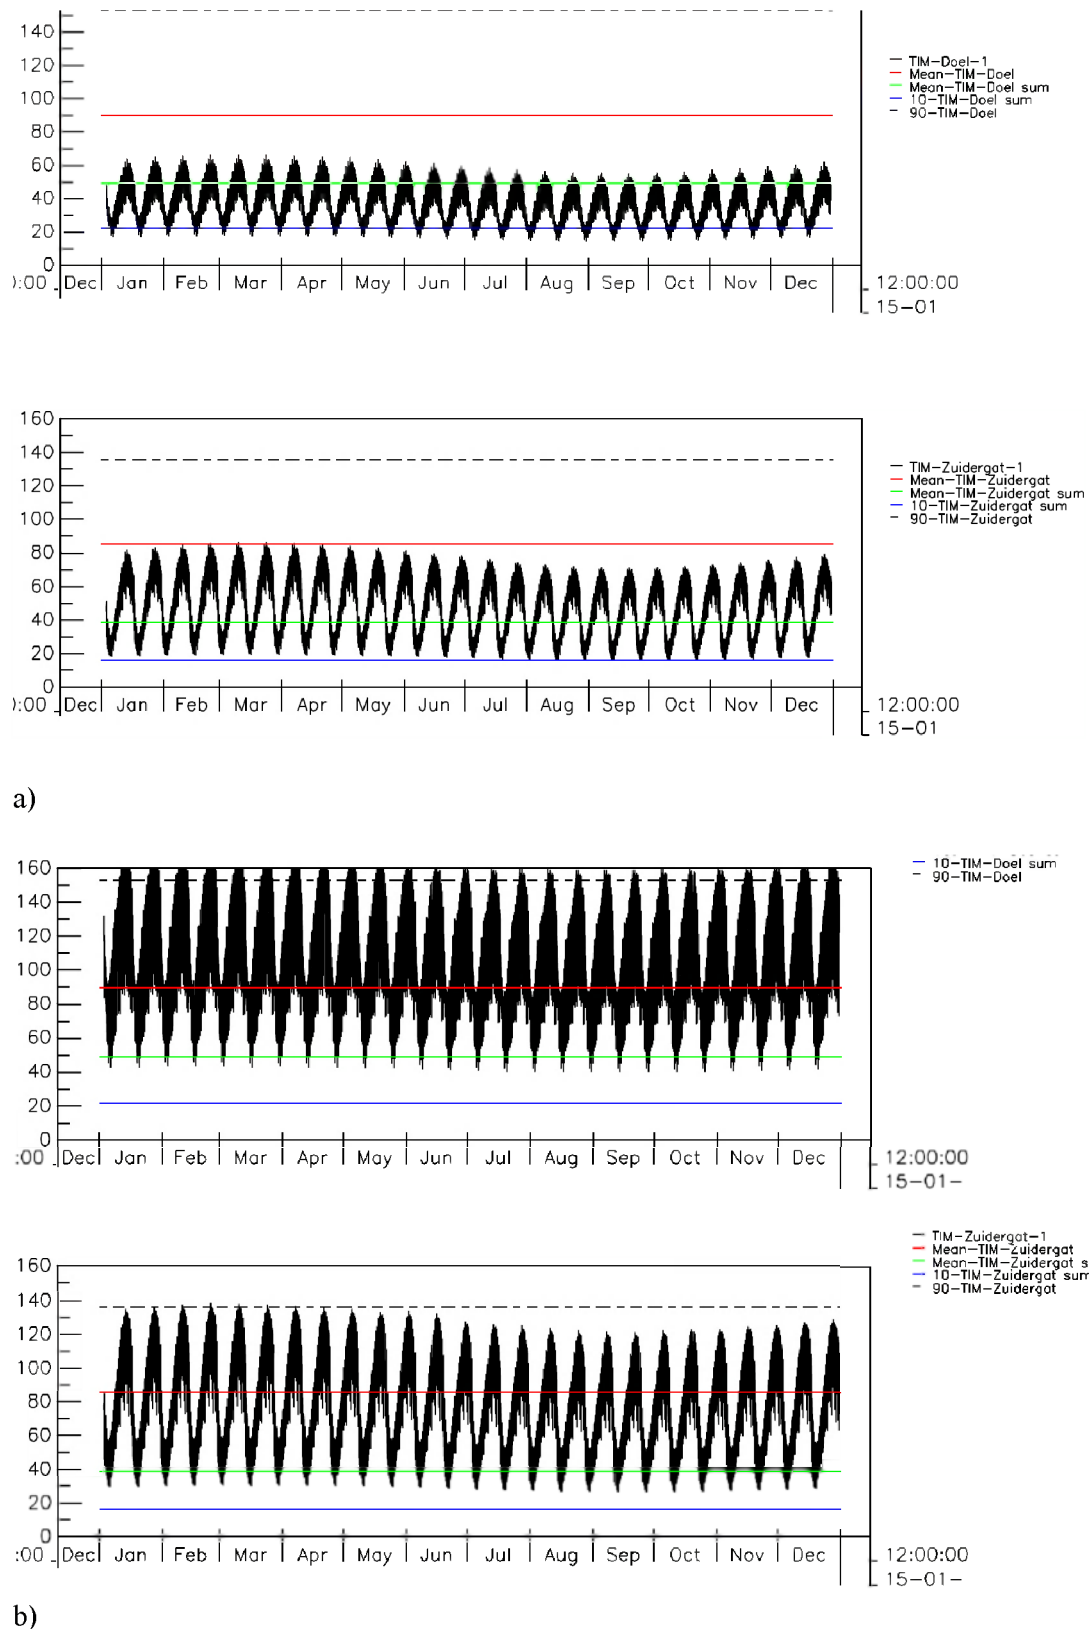 140
120
100
80
60
40
20
0
TIM-Doel-1
Mean-TIM-Doel
Mean-TIM-Doel sum
10-TIM-Doel sum
90-TIM-Doel
):00 Dec Jan Feb Mar Apr May Jun Jul Aug Sep Oct Nov Dec 12:00:00
15-01
160
140
120
100
80
60
40
20
0
TIM-Zuidergat-1
Mean-TIM-Zuidergat
Mean-TIM-Zuidergat sum
10-TIM-Zuidergat sum
90-TIM-Zuidergat
):00 Dec Jan Feb Mar Apr May Jun Jul Aug Sep Oct Nov Dec 12:00:00
15-01
a)
160
140
120
100
80
60
40
20
0
10-TIM-Doel sum
90-TIM-Doel
:00 Dec Jan Feb Mar Apr May Jun Jul Aug Sep Oct Nov Dec 12:00:00
15-01-
160
140
120
100
80
60
40
20
0
TIM-Zuidergat-1
Mean-TIM-Zuidergat
Mean-TIM-Zuidergat s
10-TIM-Zuidergat sum
90-TIM-Zuidergat
:00 Dec Jan Feb Mar Apr May Jun Jul Aug Sep Oct Nov Dec 12:00:00
15-01-
b)